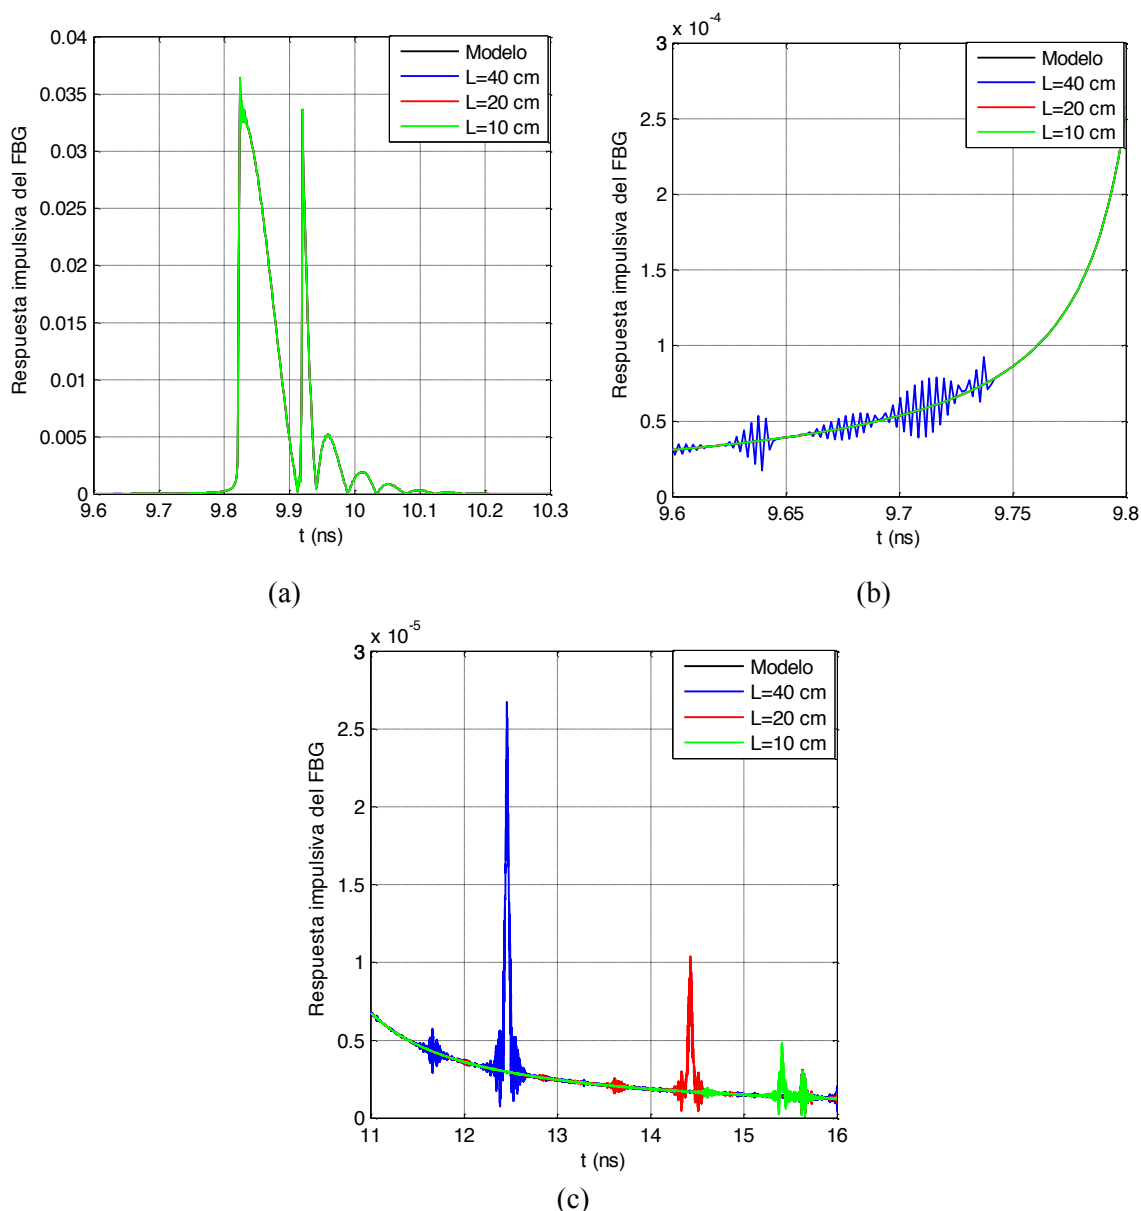 0.04
0.035
0.03
0.025
0.02
0.015
0.01
0.005
0
9.6 9.7 9.8 9.9 10 10.1 10.2 10.3
t (ns)
Respuesta impulsiva del FBG
Modelo
L=40 cm
L=20 cm
L=10 cm
(a)
x 10^-4
3
2.5
2
1.5
1
0.5
0
9.6 9.65 9.7 9.75 9.8
t (ns)
Respuesta impulsiva del FBG
Modelo
L=40 cm
L=20 cm
L=10 cm
(b)
x 10^-5
3
2.5
2
1.5
1
0.5
0
11 12 13 14 15 16
t (ns)
Respuesta impulsiva del FBG
Modelo
L=40 cm
L=20 cm
L=10 cm
(c)